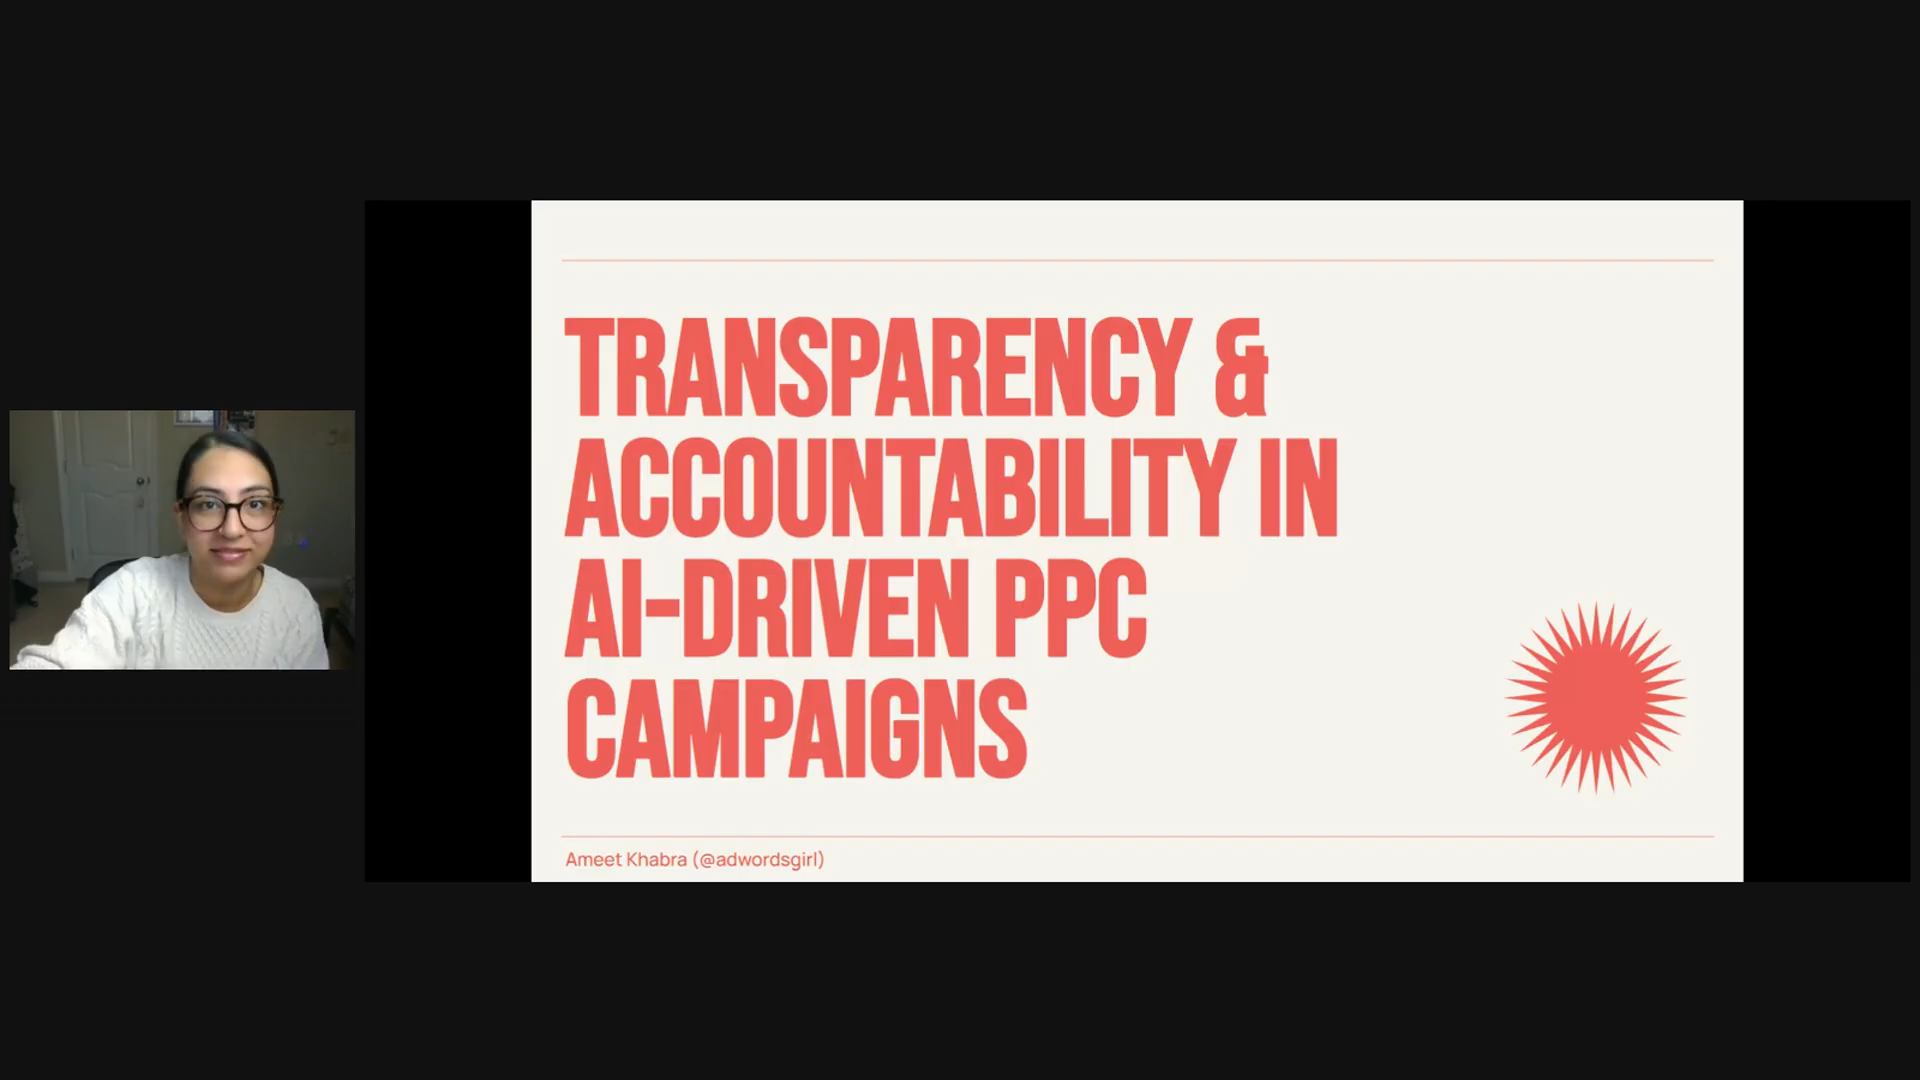 TRANSPARENCY &
ACCOUNTABILITY IN
AI-DRIVEN PPC
CAMPAIGNS
Ameet Khabra (@adwordsgirl)